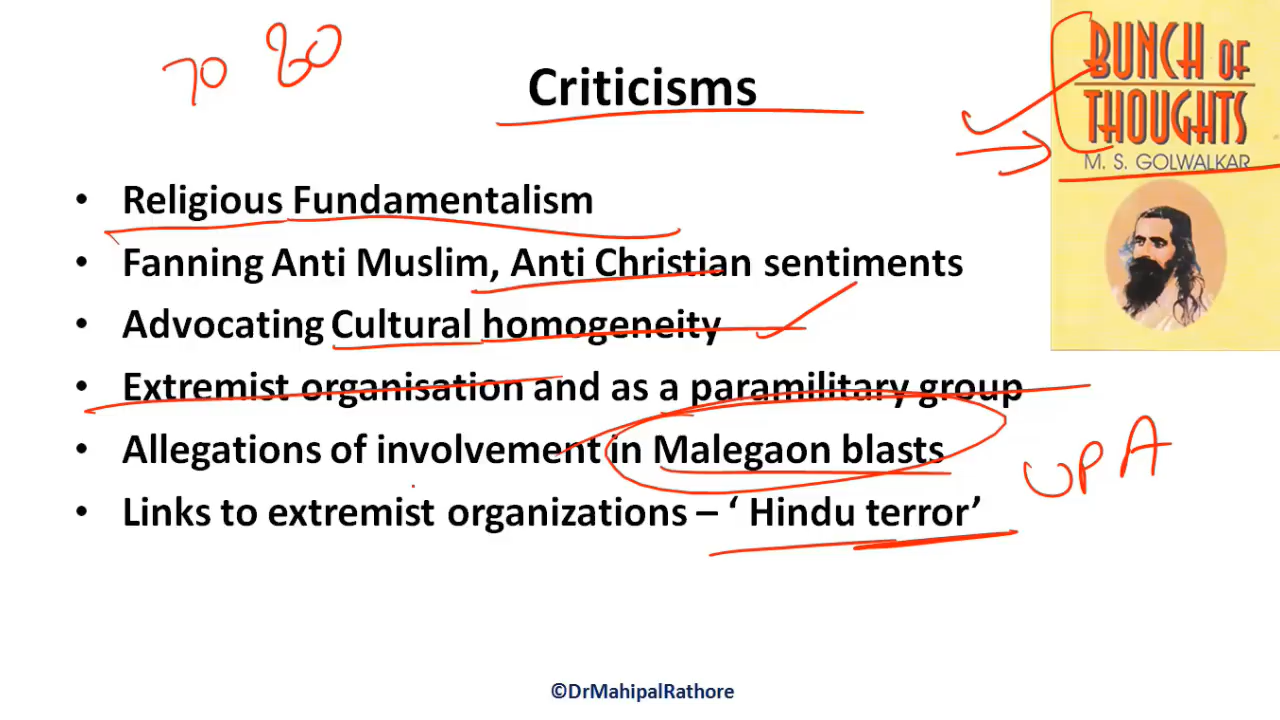 70 80
Criticisms
BUNCH OF
THOUGHTS
M. S. GOLWALKAR
• Religious Fundamentalism
• Fanning Anti Muslim, Anti Christian sentiments
• Advocating Cultural homogeneity
• Extremist organisation and as a paramilitary group
• Allegations of involvement in Malegaon blasts
UPA
• Links to extremist organizations – ‘ Hindu terror’
©DrMahipalRathore